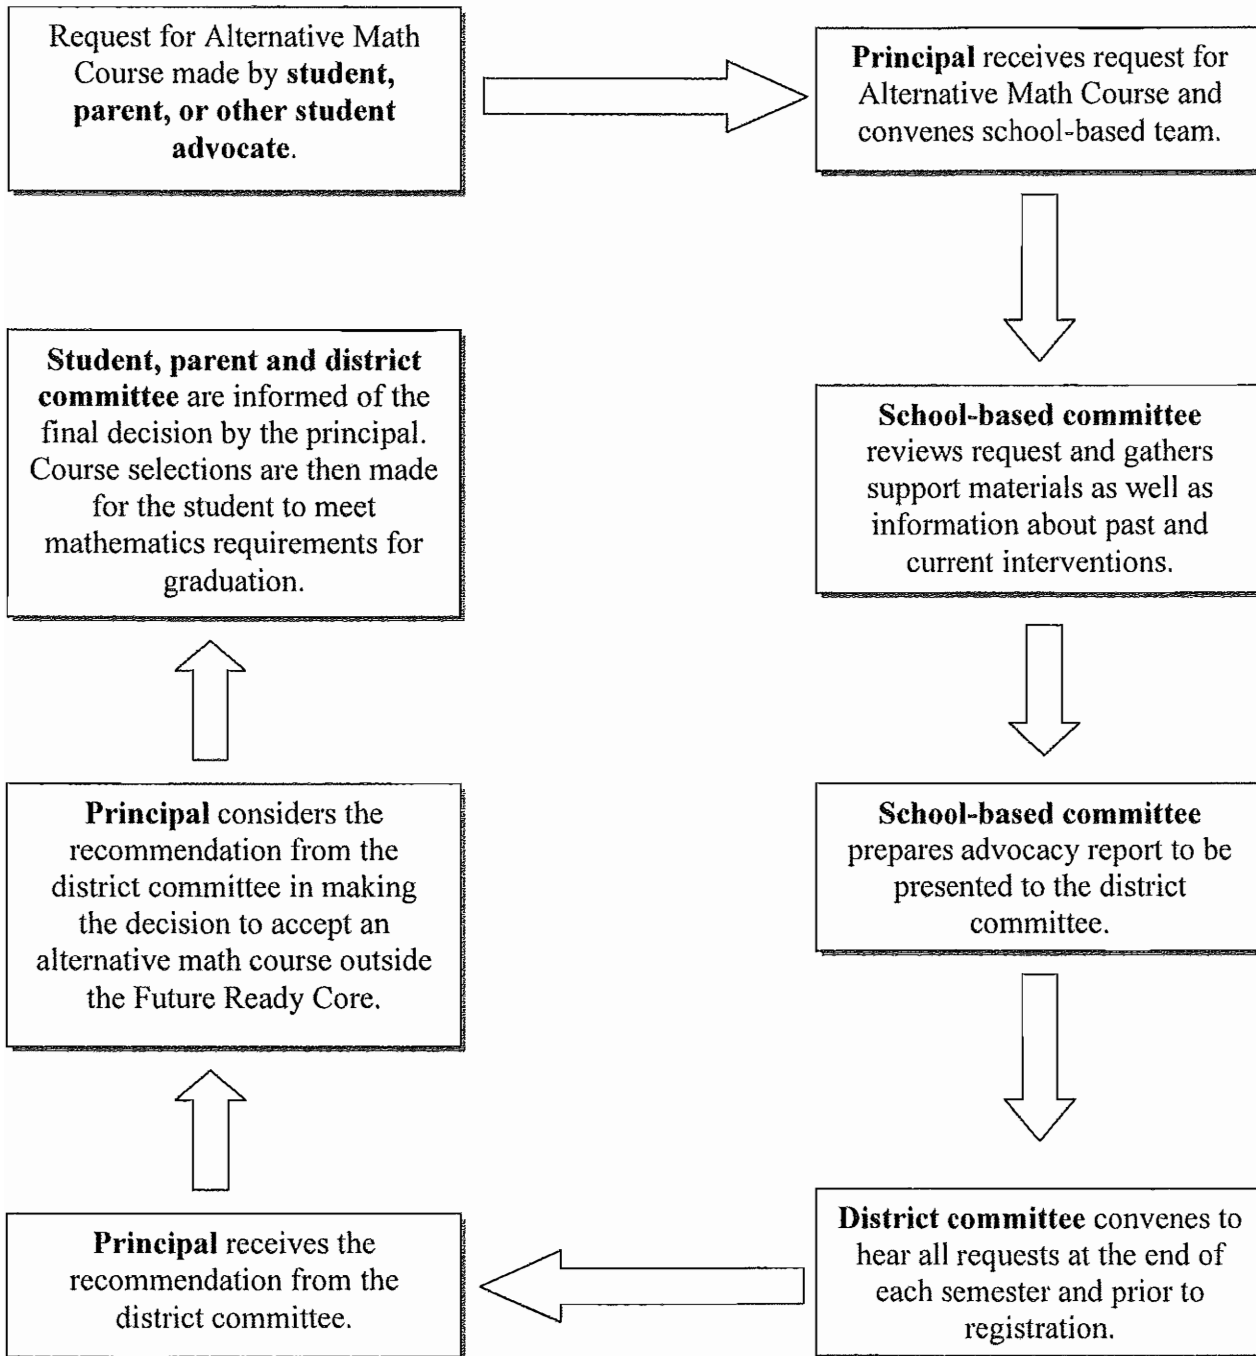 Request for Alternative Math
Course made by student,
parent, or other student
advocate.
Principal receives request for
Alternative Math Course and
convenes school-based team.
School-based committee
reviews request and gathers
support materials as well as
information about past and
current interventions.
School-based committee
prepares advocacy report to be
presented to the district
committee.
District committee convenes to
hear all requests at the end of
each semester and prior to
registration.
Principal receives the
recommendation from the
district committee.
Principal considers the
recommendation from the
district committee in making
the decision to accept an
alternative math course outside
the Future Ready Core.
Student, parent and district
committee are informed of the
final decision by the principal.
Course selections are then made
for the student to meet
mathematics requirements for
graduation.